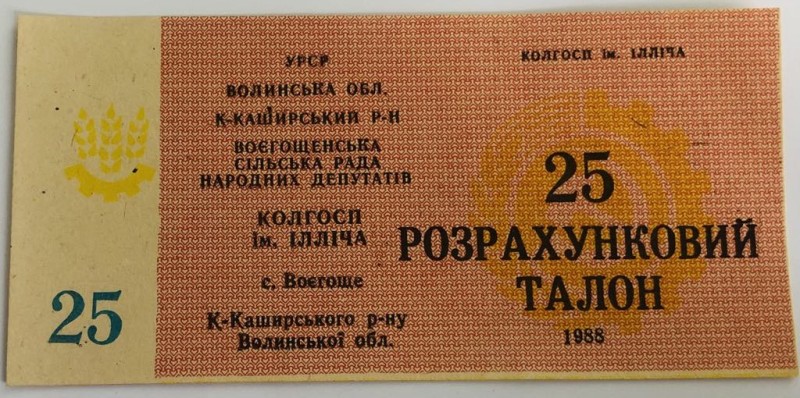 УРСР
ВОЛИНСЬКА ОБЛ.
К-КАШИРСЬКИЙ Р-Н
ВОЄГОЩЕНСЬКА
СІЛЬСЬКА РАДА
НАРОДНИХ ДЕПУТАТІВ
КОЛГОСП
ім. ІЛЛІЧА
с. Воєгоще
К-Каширського р-ну
Волинської обл.
КОЛГОСП ім. ІЛЛІЧА
25
РОЗРАХУНКОВИЙ
ТАЛОН
1988
25